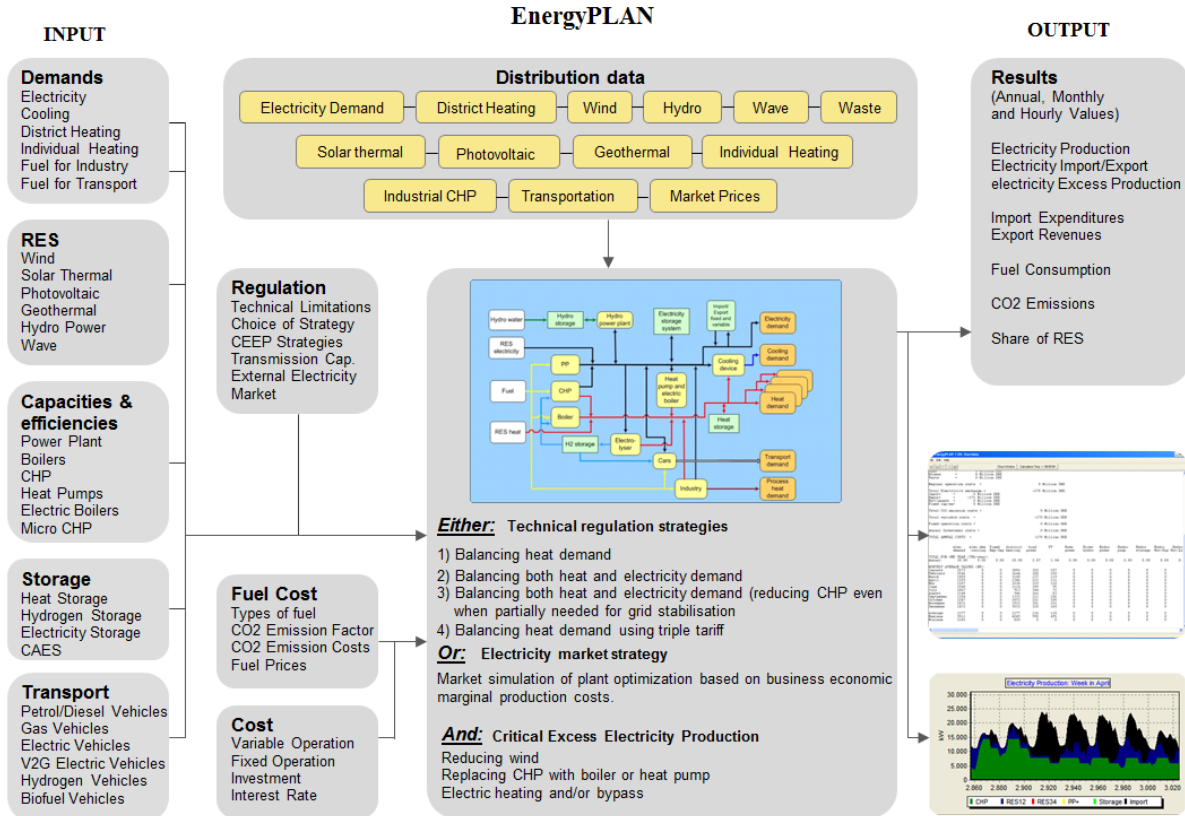 EnergyPLAN
INPUT
OUTPUT
Demands
Electricity
Cooling
District Heating
Individual Heating
Fuel for Industry
Fuel for Transport
RES
Wind
Solar Thermal
Photovoltaic
Geothermal
Hydro Power
Wave
Capacities &
efficiencies
Power Plant
Boilers
CHP
Heat Pumps
Electric Boilers
Micro CHP
Storage
Heat Storage
Hydrogen Storage
Electricity Storage
CAES
Transport
Petrol/Diesel Vehicles
Gas Vehicles
Electric Vehicles
V2G Electric Vehicles
Hydrogen Vehicles
Biofuel Vehicles
Regulation
Technical Limitations
Choice of Strategy
CEEP Strategies
Transmission Cap.
External Electricity
Market
Fuel Cost
Types of fuel
CO2 Emission Factor
CO2 Emission Costs
Fuel Prices
Cost
Variable Operation
Fixed Operation
Investment
Interest Rate
Distribution data
Electricity Demand
District Heating
Wind
Hydro
Wave
Waste
Solar thermal
Photovoltaic
Geothermal
Individual Heating
Industrial CHP
Transportation
Market Prices
Hydro water
Hydro
storage
Hydro
power plant
Electricity
storage
system
Import/
Export
fixed and
variable
Electricity
demand
RES
electricity
PP
Cooling
device
Cooling
demand
Fuel
CHP
Heat
pump and
electric
boiler
Heat
demand
Boiler
RES heat
Heat
storage
H2 storage
Electro-
lyser
Cars
Transport
demand
Industry
Process
heat
demand
Either: Technical regulation strategies
1) Balancing heat demand
2) Balancing both heat and electricity demand
3) Balancing both heat and electricity demand (reducing CHP even
when partially needed for grid stabilisation
4) Balancing heat demand using triple tariff
Or: Electricity market strategy
Market simulation of plant optimization based on business economic
marginal production costs.
And: Critical Excess Electricity Production
Reducing wind
Replacing CHP with boiler or heat pump
Electric heating and/or bypass
Results
(Annual, Monthly
and Hourly Values)
Electricity Production
Electricity Import/Export
electricity Excess Production
Import Expenditures
Export Revenues
Fuel Consumption
CO2 Emissions
Share of RES
TOTAL ANNUAL COSTS =
Electricity Production: Week in April
30.000
25.000
20.000
15.000
10.000
5.000
0
kW
2.860 2.880 2.900 2.920 2.940 2.960 2.980 3.000 3.020
CHP RES12 RES34 PP+ Storage Import